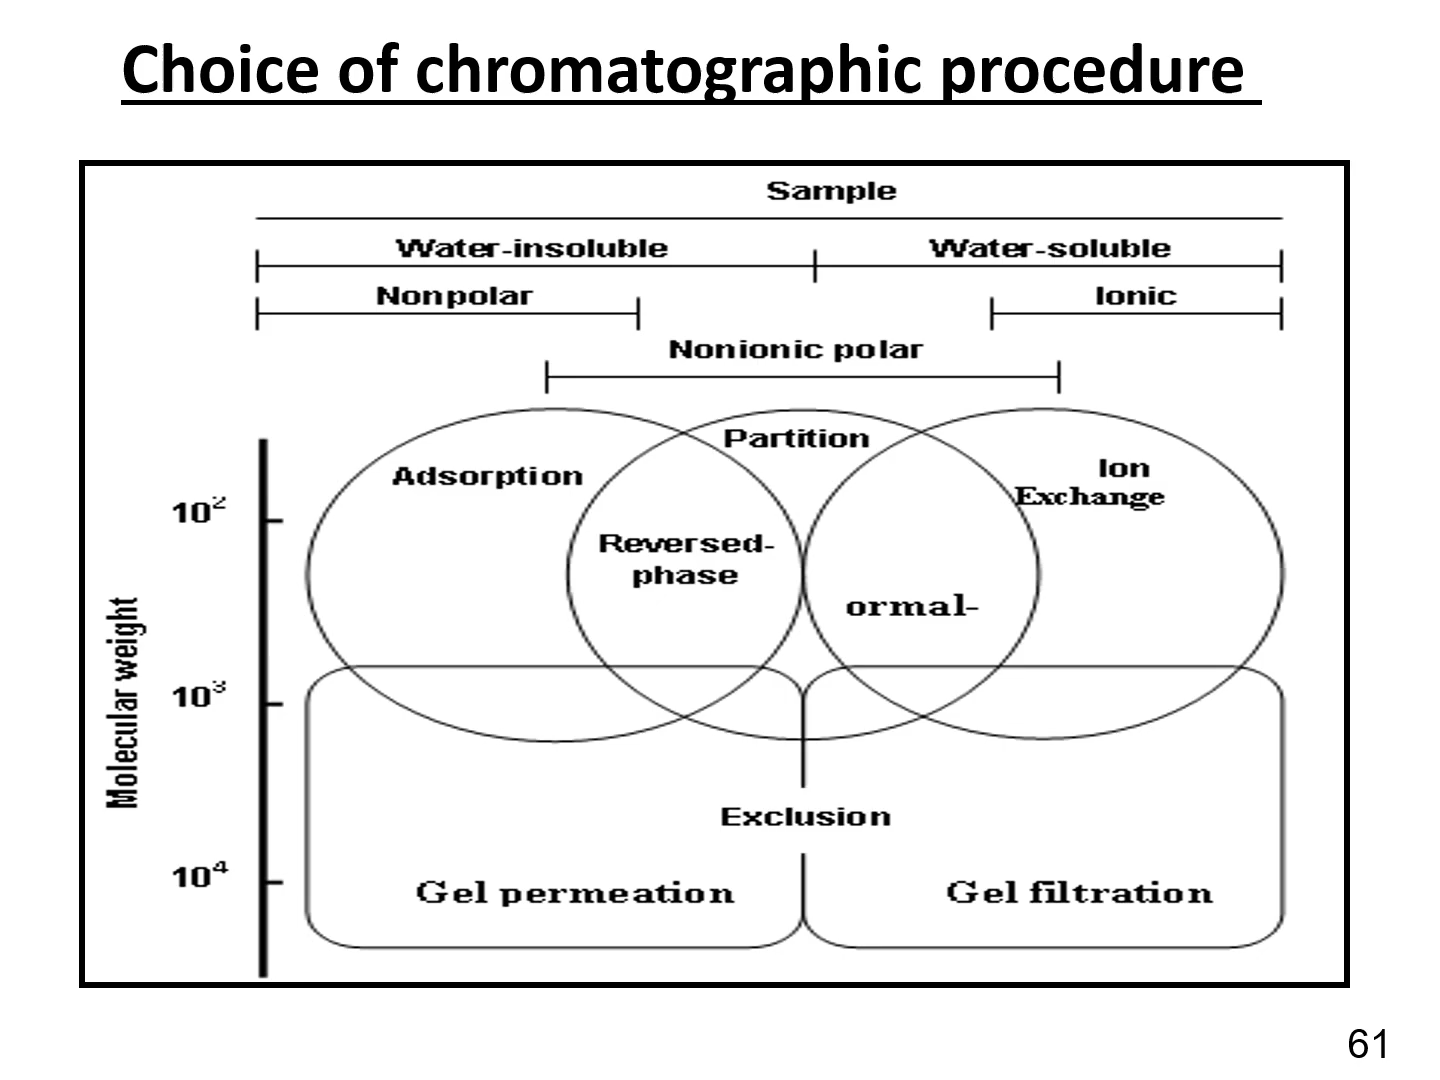 Choice of chromatographic procedure
Sample
Water-insoluble
Water-soluble
Nonpolar
Ionic
Nonionic polar
Partition
Adsorption
Ion
Exchange
10²
Reversed-
phase
ormal-
Molecular weight
10³
Exclusion
10⁴
Gel permeation
Gel filtration
61